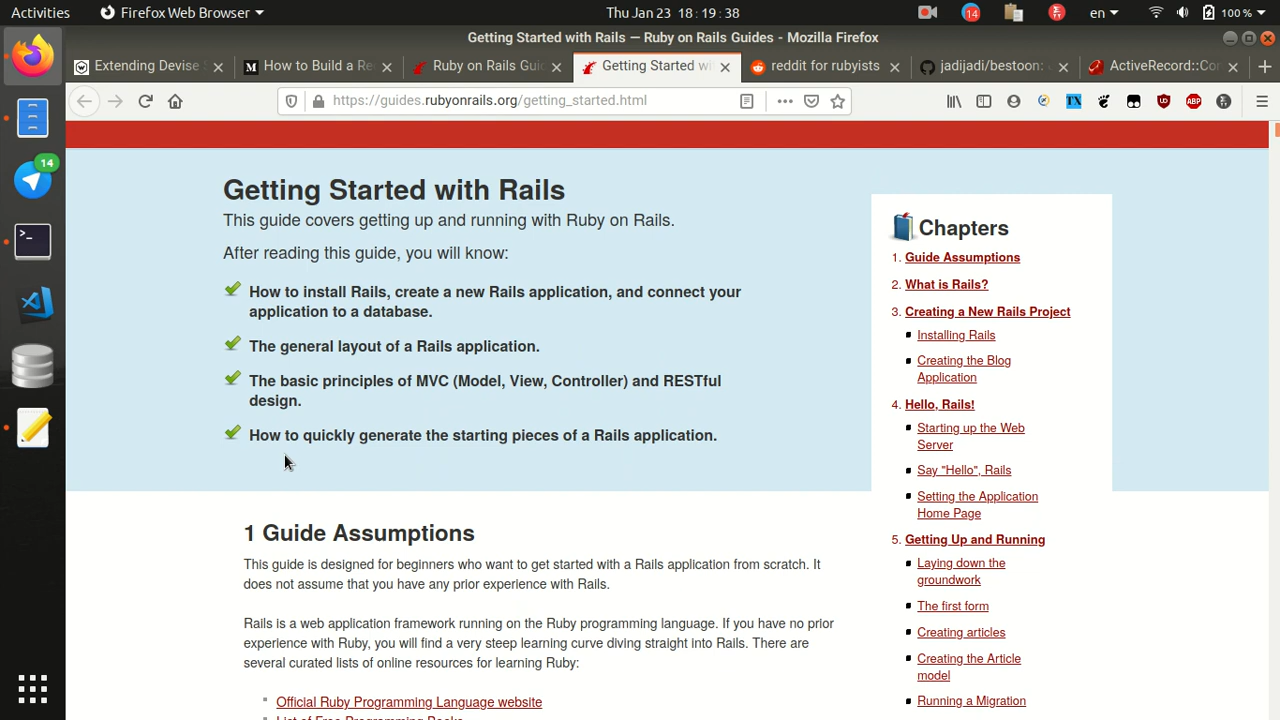 Activities
Firefox Web Browser
Thu Jan 23 18:19:38
14
en
100 %
Getting Started with Rails — Ruby on Rails Guides - Mozilla Firefox
Extending Devise
How to Build a Re
Ruby on Rails Gui
Getting Started wi
reddit for rubyists
jadijadi/bestoon:
ActiveRecord::Co
https://guides.rubyonrails.org/getting_started.html
TX
ABP
14
Getting Started with Rails
This guide covers getting up and running with Ruby on Rails.
After reading this guide, you will know:
How to install Rails, create a new Rails application, and connect your
application to a database.
The general layout of a Rails application.
The basic principles of MVC (Model, View, Controller) and RESTful
design.
How to quickly generate the starting pieces of a Rails application.
1 Guide Assumptions
This guide is designed for beginners who want to get started with a Rails application from scratch. It
does not assume that you have any prior experience with Rails.
Rails is a web application framework running on the Ruby programming language. If you have no prior
experience with Ruby, you will find a very steep learning curve diving straight into Rails. There are
several curated lists of online resources for learning Ruby:
Official Ruby Programming Language website
List of Free Programming Books
Chapters
1. Guide Assumptions
2. What is Rails?
3. Creating a New Rails Project
Installing Rails
Creating the Blog
Application
4. Hello, Rails!
Starting up the Web
Server
Say "Hello", Rails
Setting the Application
Home Page
5. Getting Up and Running
Laying down the
groundwork
The first form
Creating articles
Creating the Article
model
Running a Migration